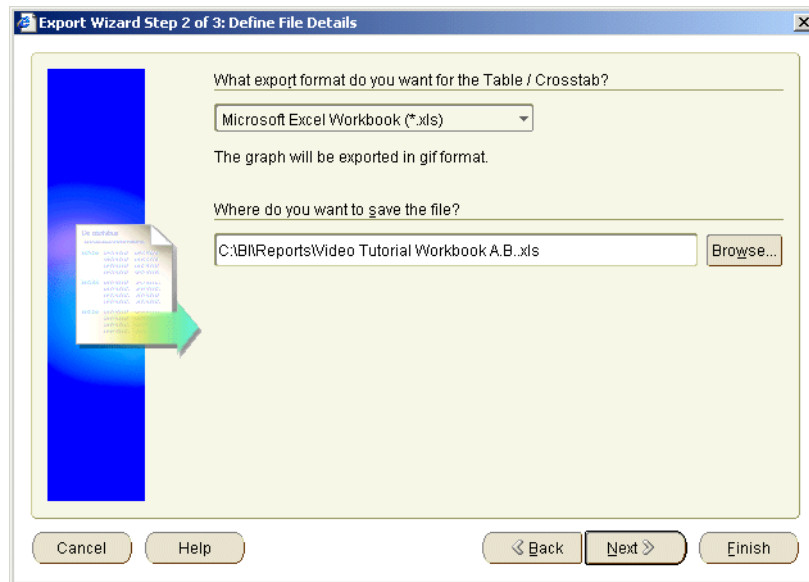 Export Wizard Step 2 of 3: Define File Details
What export format do you want for the Table / Crosstab?
Microsoft Excel Workbook (*.xls)
The graph will be exported in gif format.
Where do you want to save the file?
C:\BI\Reports\Video Tutorial Workbook A.B..xls
Browse...
Cancel
Help
Back
Next
Finish